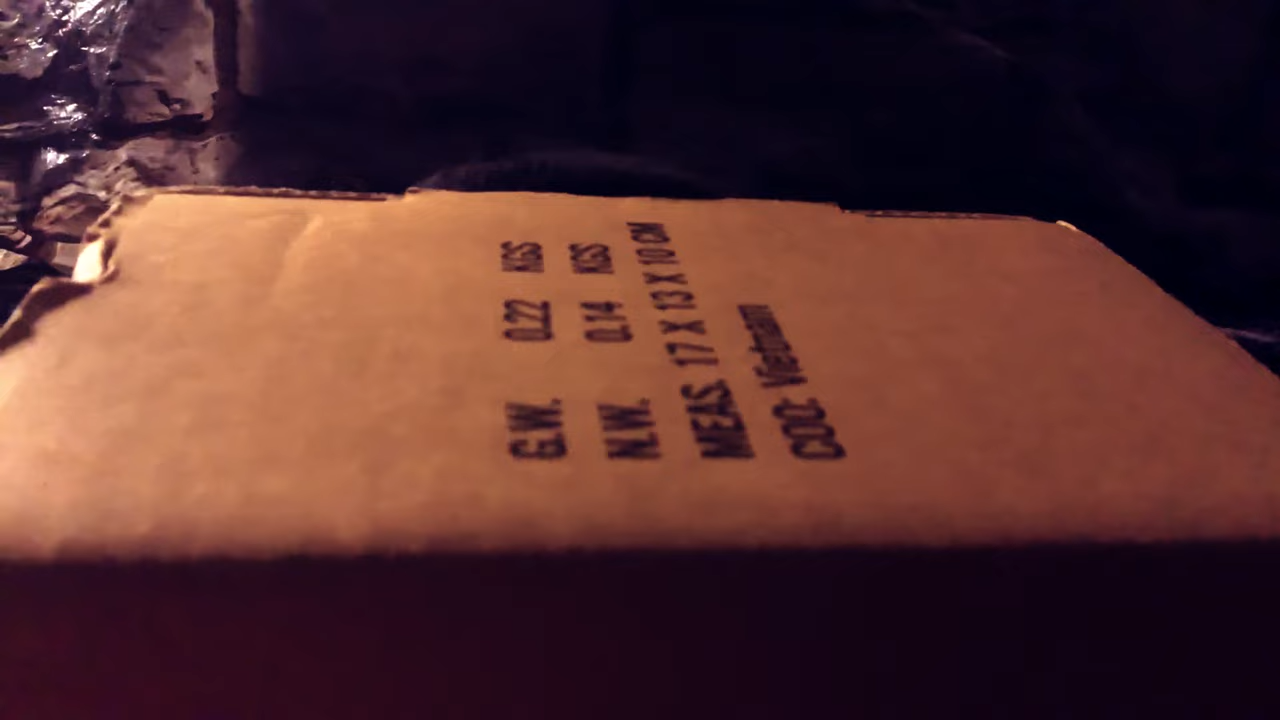 G.W. 0.22 KGS
N.W. 0.14 KGS
MEAS. 17 X 13 X 10 CM
COO: Vietnam